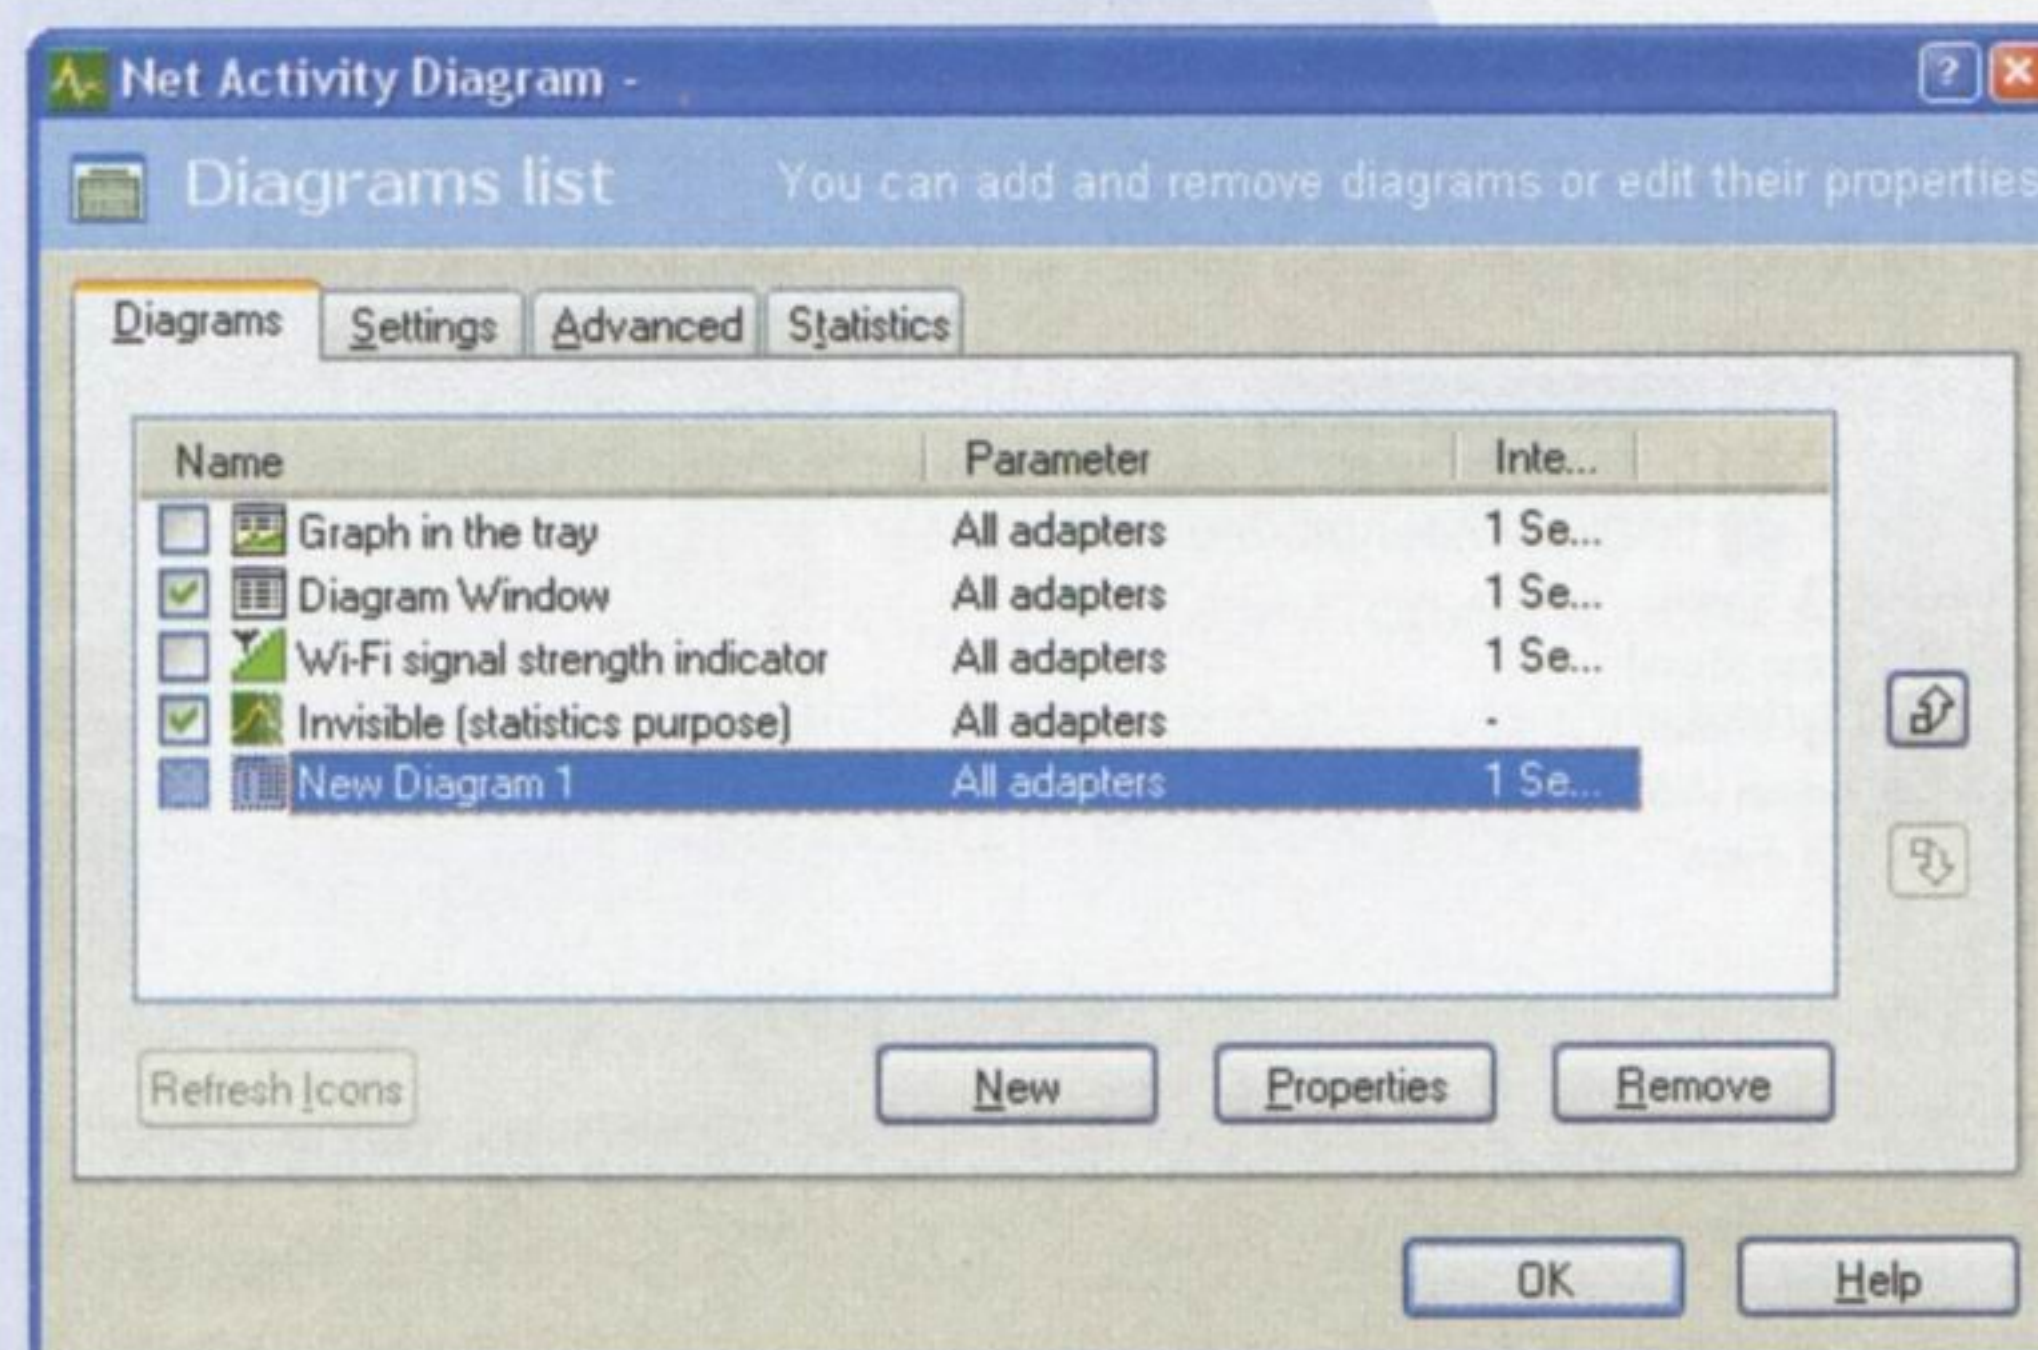 Net Activity Diagram -
Diagrams list You can add and remove diagrams or edit their properties
Diagrams Settings Advanced Statistics
Name Parameter Inte...
Graph in the tray All adapters 1 Se...
Diagram Window All adapters 1 Se...
Wi-Fi signal strength indicator All adapters 1 Se...
Invisible (statistics purpose) All adapters -
New Diagram 1 All adapters 1 Se...
Refresh Icons New Properties Remove
OK Help